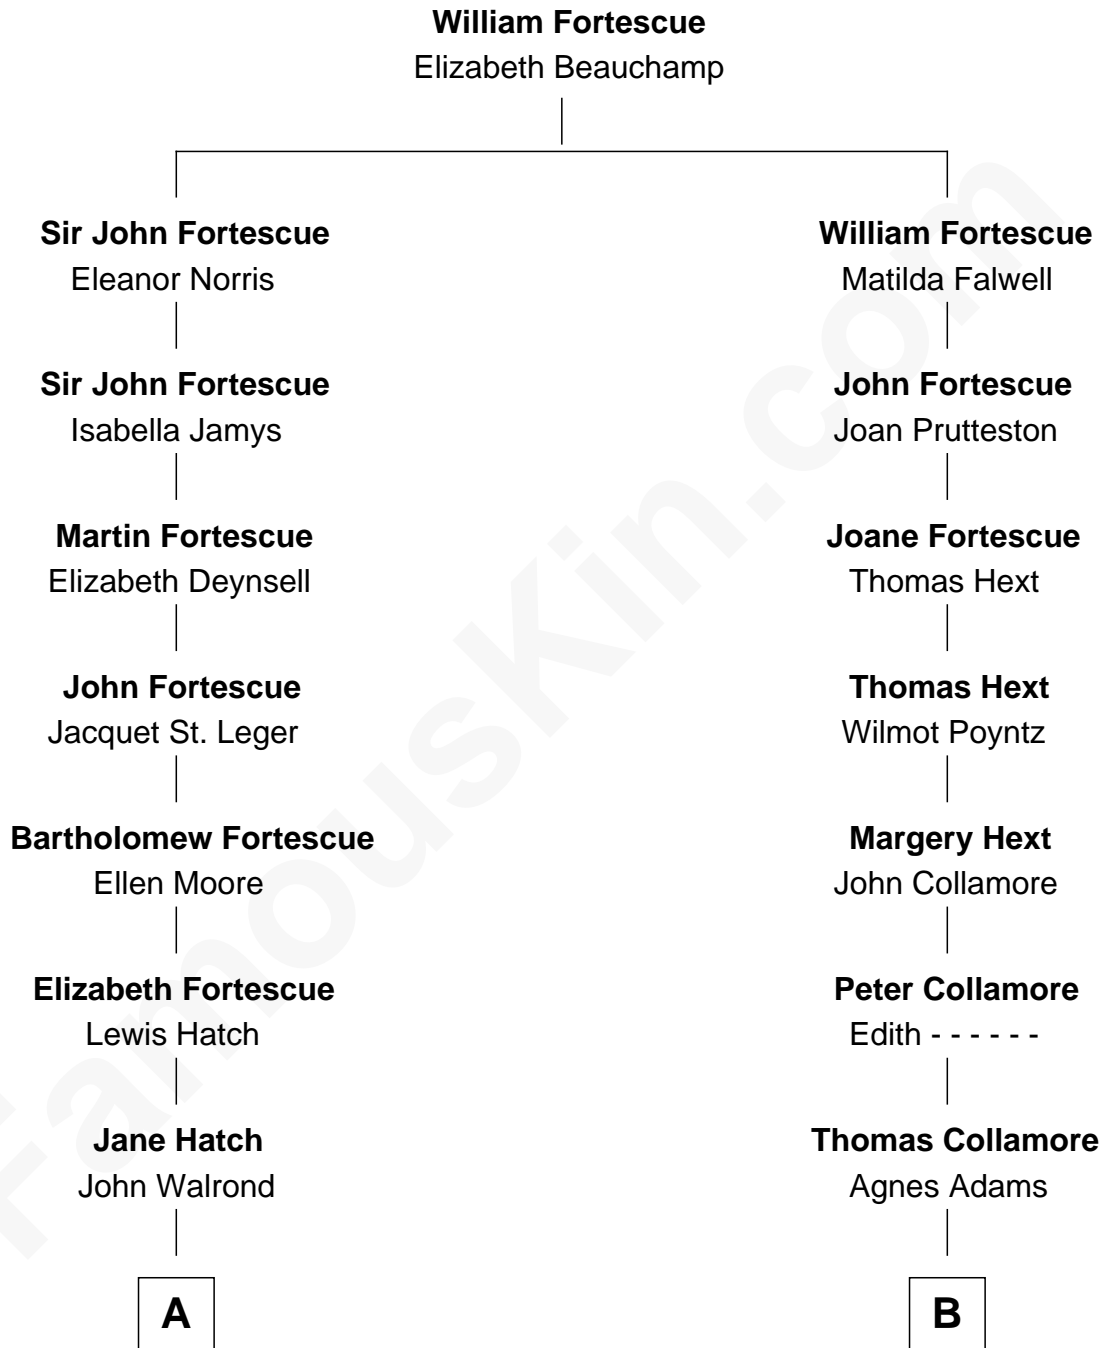 William Fortescue
Elizabeth Beauchamp
Sir John Fortescue
Eleanor Norris
William Fortescue
Matilda Falwell
Sir John Fortescue
Isabella Jamys
John Fortescue
Joan Prutteston
Martin Fortescue
Elizabeth Deynsell
Joane Fortescue
Thomas Hext
John Fortescue
Jacquet St. Leger
Thomas Hext
Wilmot Poyntz
Bartholomew Fortescue
Ellen Moore
Margery Hext
John Collamore
Elizabeth Fortescue
Lewis Hatch
Peter Collamore
Edith - - - - - -
Jane Hatch
John Walrond
Thomas Collamore
Agnes Adams
A
B
FamousKin.com